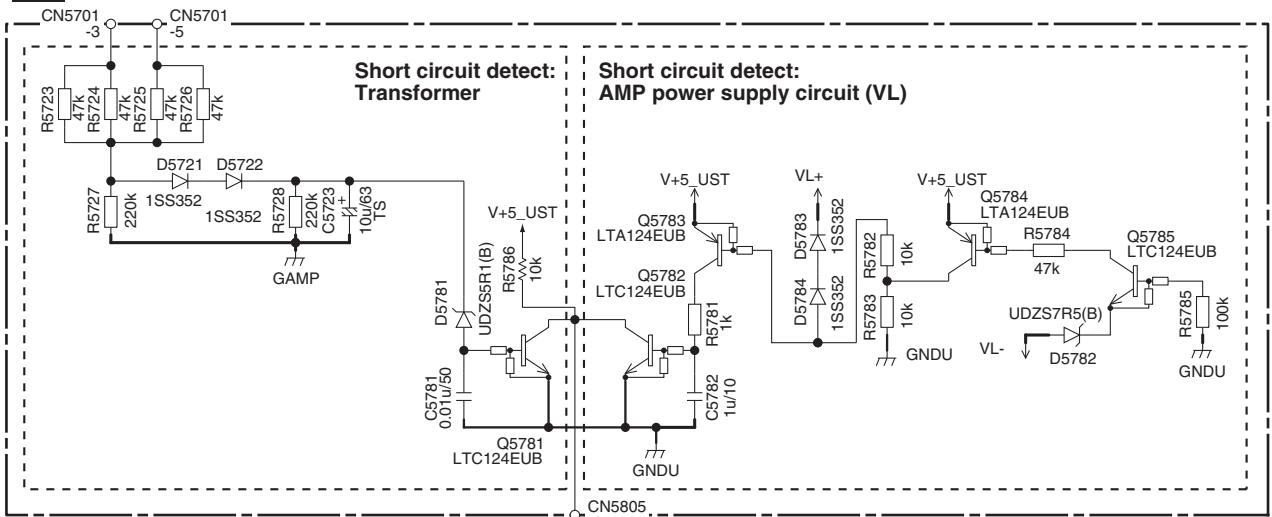 CN5701
-3
CN5701
-5
Short circuit detect:
Transformer
Short circuit detect:
AMP power supply circuit (VL)
R5723
47k
R5724
47k
R5725
47k
R5726
47k
D5721
1SS352
D5722
1SS352
R5727
220k
R5728
220k
C5723
+
10u/63
TS
GAMP
V+5_UST
R5786
10k
D5781
UDZS5R1(B)
C5781
0.01u/50
Q5781
LTC124EUB
V+5_UST
Q5783
LTA124EUB
Q5782
LTC124EUB
R5781
1k
C5782
1u/10
GNDU
VL+
D5783
1SS352
D5784
1SS352
R5782
10k
R5783
10k
GNDU
V+5_UST
Q5784
LTA124EUB
R5784
47k
Q5785
LTC124EUB
UDZS7R5(B)
D5782
VL-
R5785
100k
GNDU
CN5805